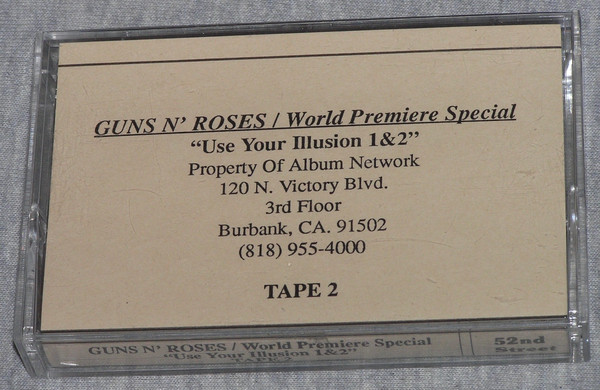 GUNS N' ROSES / World Premiere Special
“Use Your Illusion 1&2”
Property Of Album Network
120 N. Victory Blvd.
3rd Floor
Burbank, CA. 91502
(818) 955-4000
TAPE 2
GUNS N' ROSES / World Premiere Special
“Use Your Illusion 1&2”
TAPE 2
52nd
Street